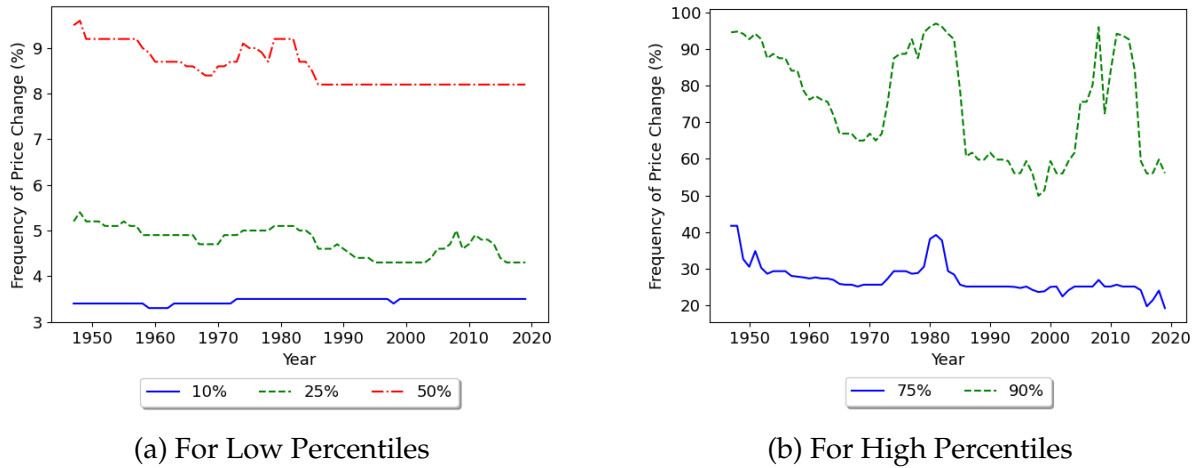 Frequency of Price Change (%)
9
8
7
6
5
4
3
1950 1960 1970 1980 1990 2000 2010 2020
Year
10% 25% 50%
(a) For Low Percentiles
Frequency of Price Change (%)
100
90
80
70
60
50
40
30
20
1950 1960 1970 1980 1990 2000 2010 2020
Year
75% 90%
(b) For High Percentiles